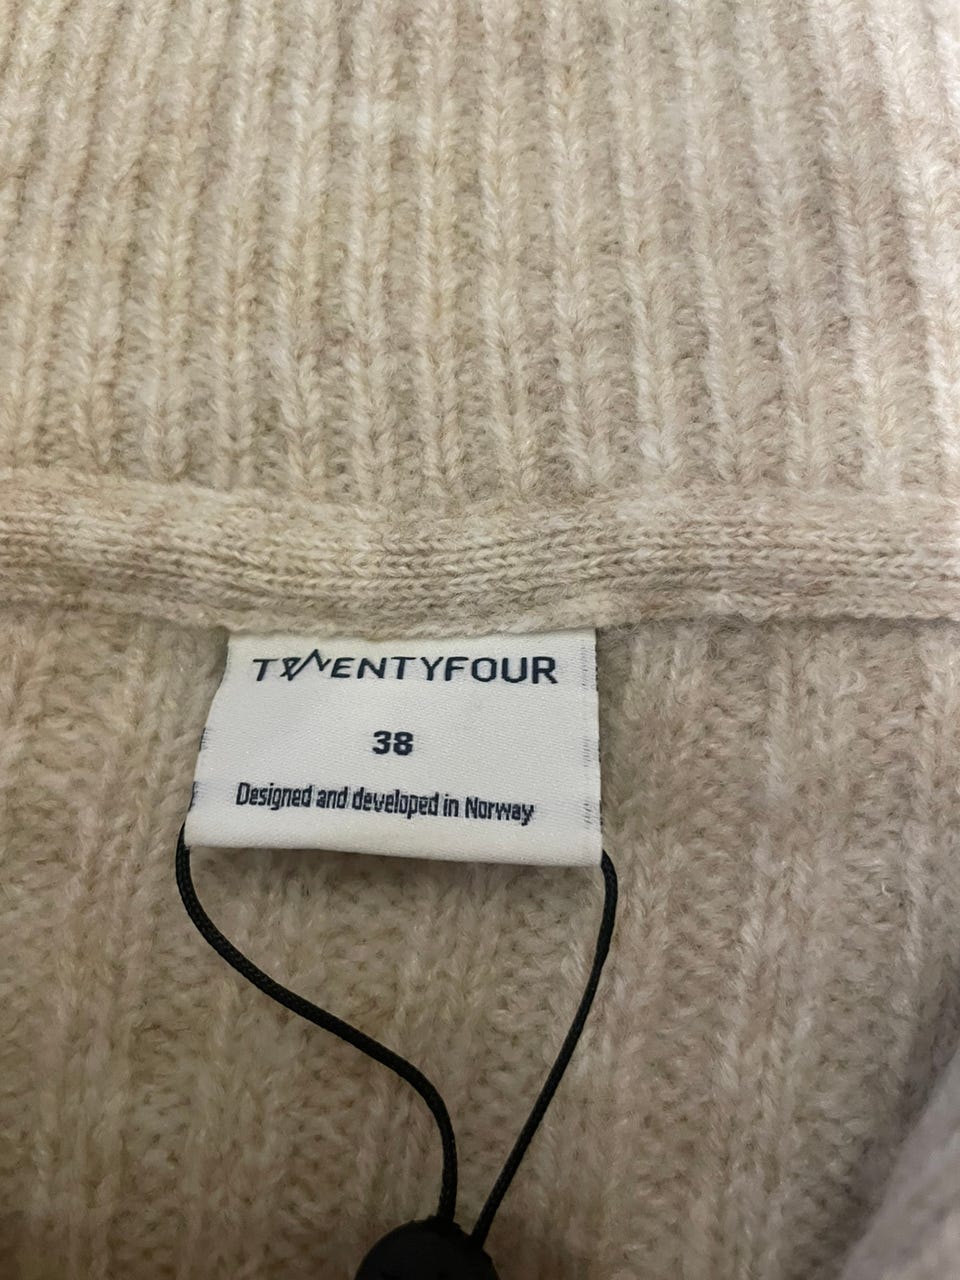 TWENTYFOUR
38
Designed and developed in Norway